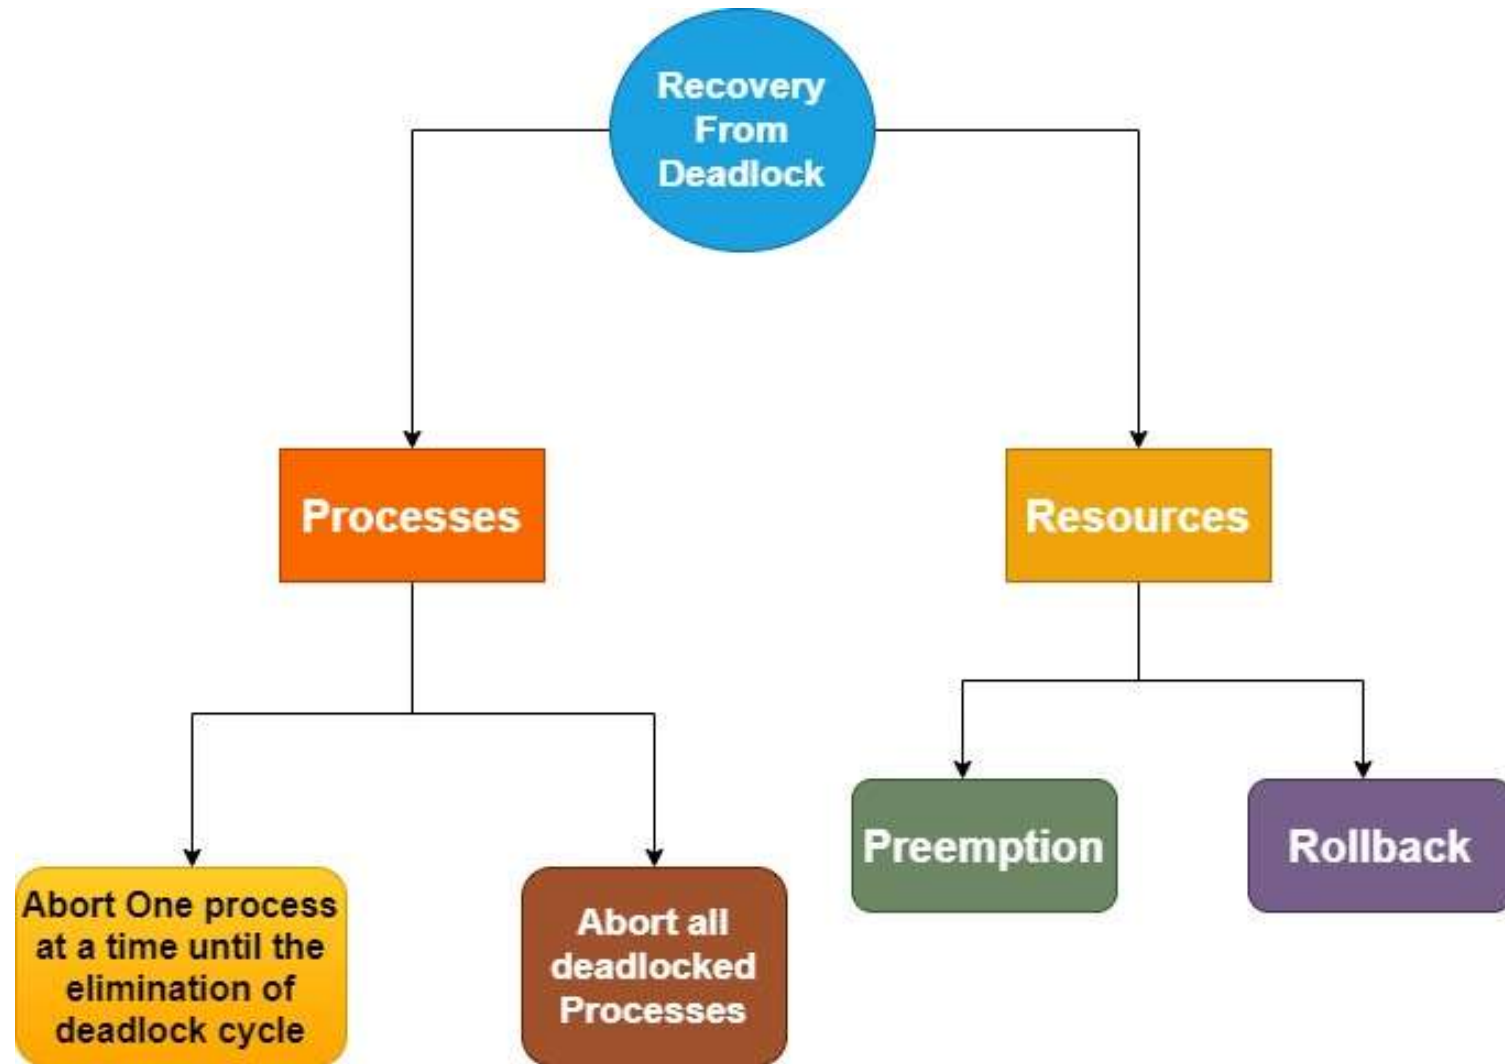 Recovery
From
Deadlock
Processes
Resources
Preemption
Rollback
Abort One process
at a time until the
elimination of
deadlock cycle
Abort all
deadlocked
Processes